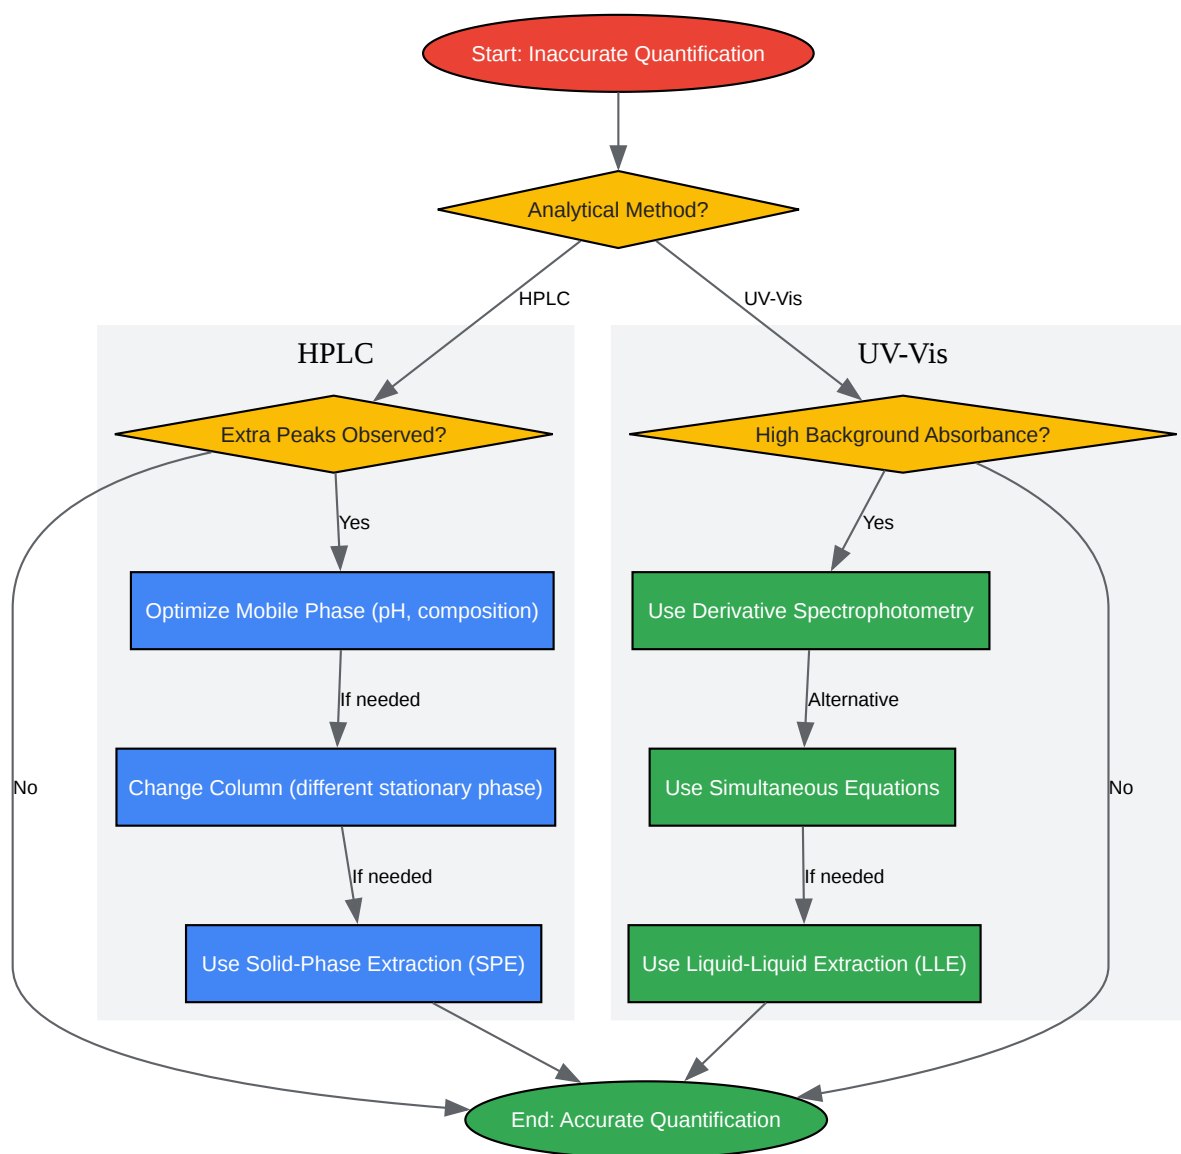 Start: Inaccurate Quantification
Analytical Method?
HPLC
UV-Vis
HPLC
UV-Vis
Extra Peaks Observed?
High Background Absorbance?
Yes
Yes
Optimize Mobile Phase (pH, composition)
Use Derivative Spectrophotometry
If needed
Alternative
Change Column (different stationary phase)
Use Simultaneous Equations
No
No
If needed
If needed
Use Solid-Phase Extraction (SPE)
Use Liquid-Liquid Extraction (LLE)
End: Accurate Quantification